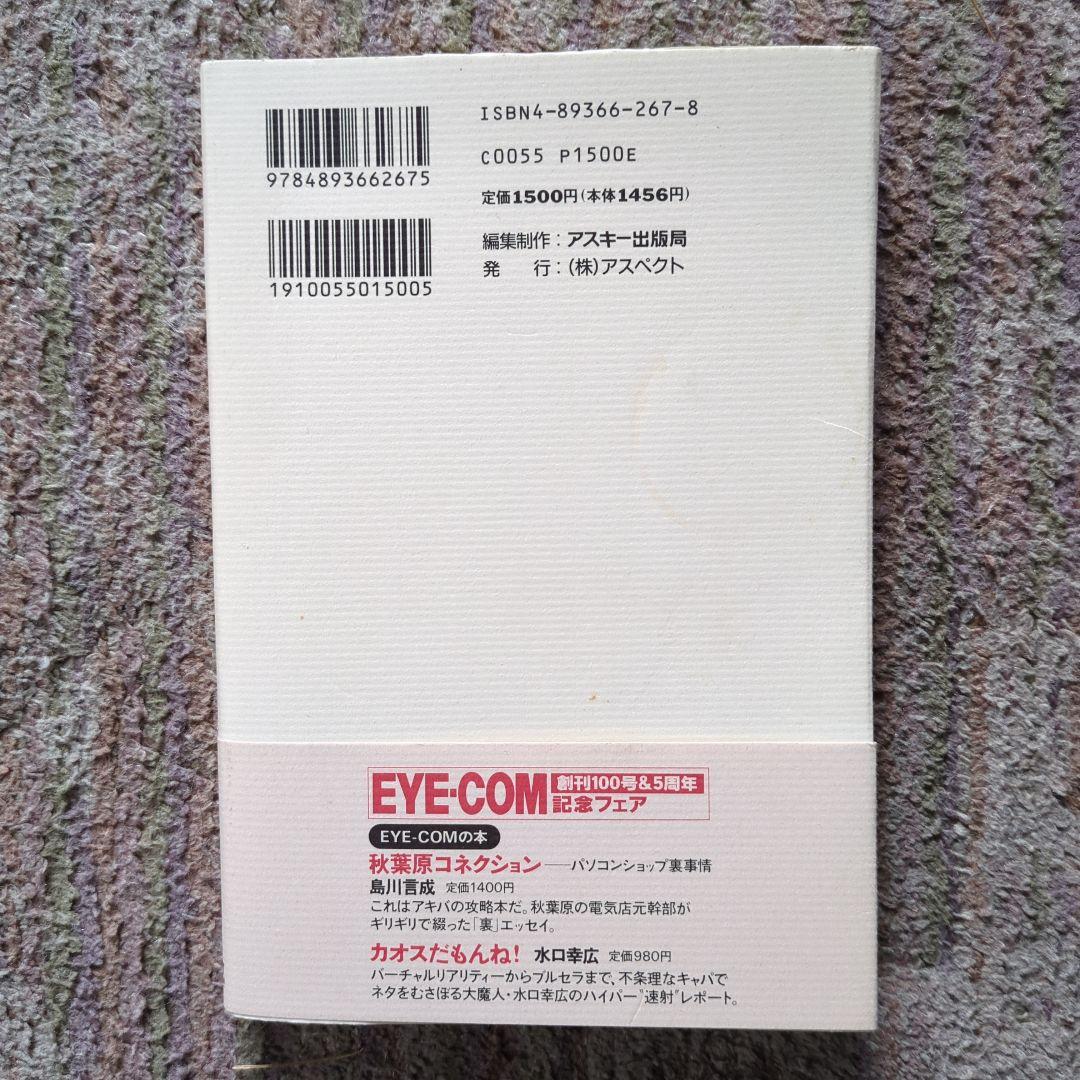 ISBN4-89366-267-8
C0055 P1500E
9784893662675
定価1500円(本体1456円)
編集制作:アスキー出版局
発 行:(株)アスペクト
1910055015005
EYE・COM 創刊100号&5周年
記念フェア
EYE-COMの本
秋葉原コネクション――パソコンショップ裏事情
島川言成 定価1400円
これはアキバの攻略本だ。秋葉原の電気店元幹部が
ギリギリで綴った「裏」エッセイ。
カオスだもんね! 水口幸広 定価980円
バーチャルリアリティーからブルセラまで、不条理なキャパで
ネタをむさぼる大魔人・水口幸広のハイパー"速射"レポート。